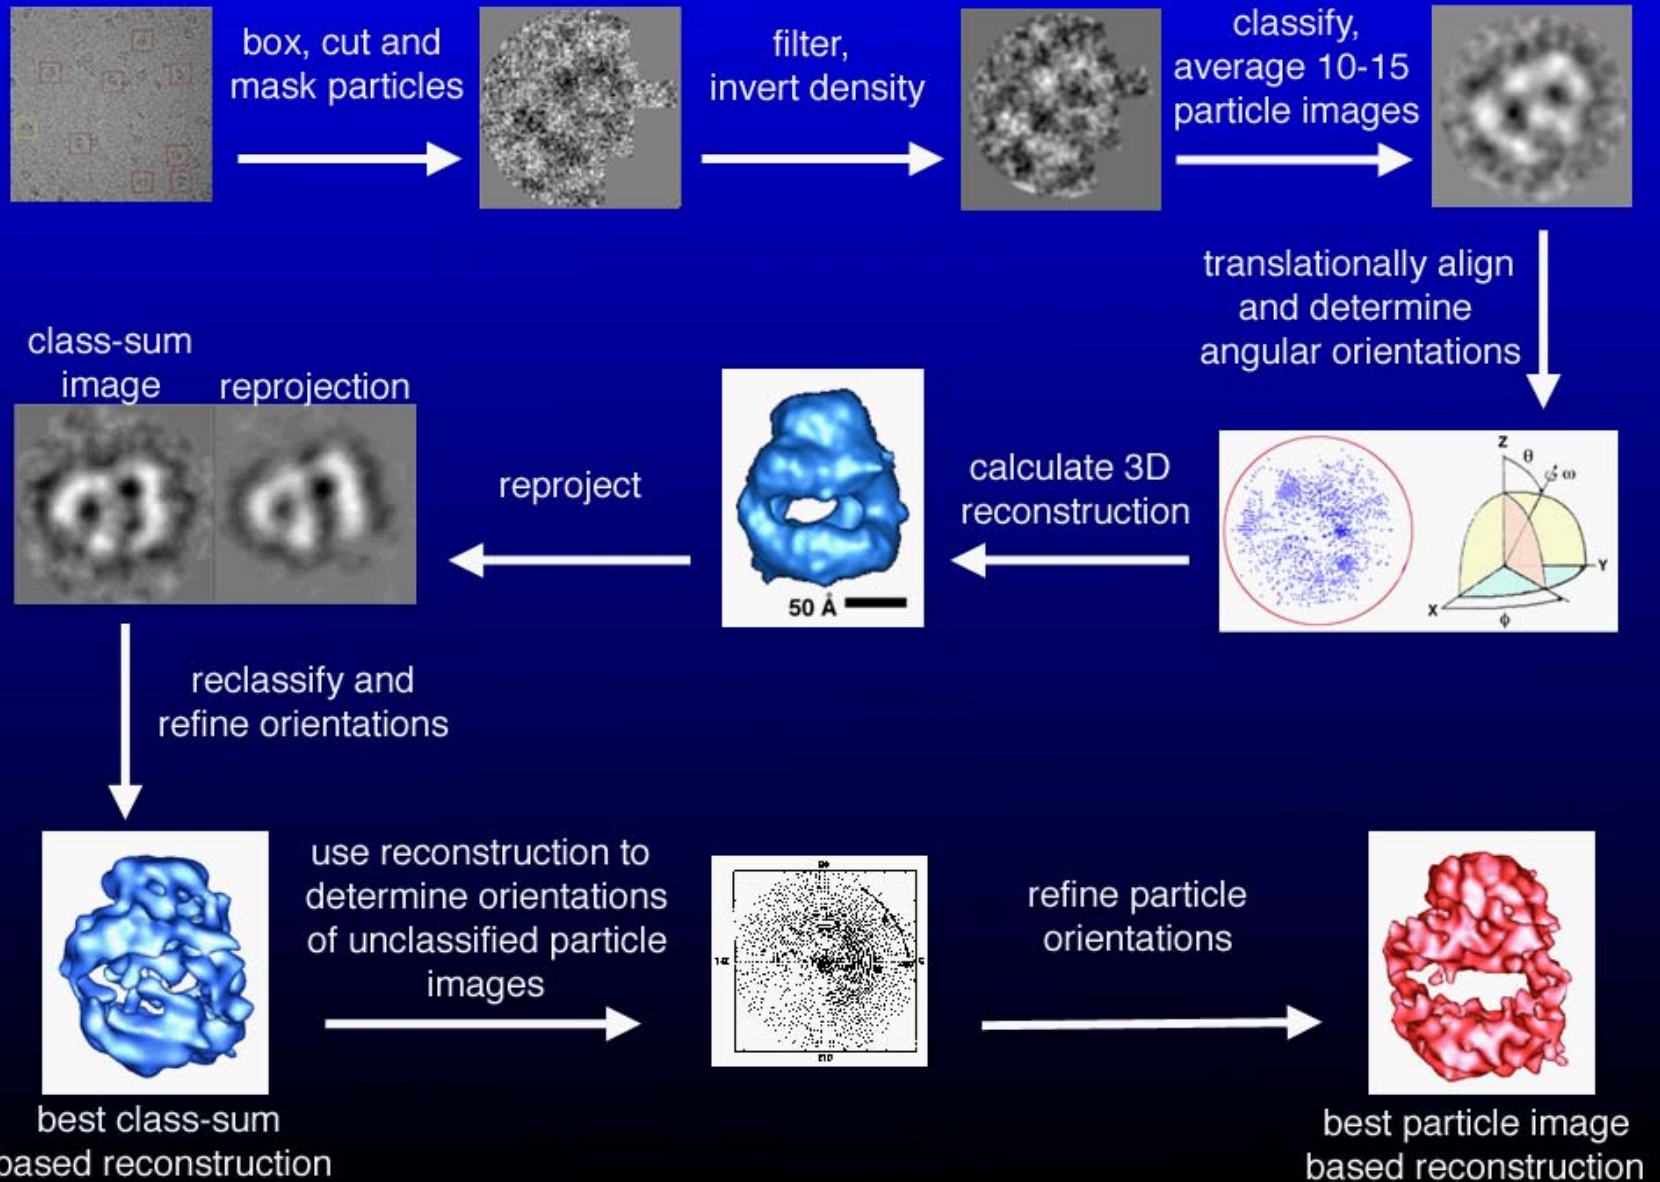 box, cut and
mask particles
filter,
invert density
classify,
average 10-15
particle images
translationally align
and determine
angular orientations
class-sum
image
reprojection
reproject
calculate 3D
reconstruction
50 Å
Z
θ
ω
Y
X
ϕ
reclassify and
refine orientations
use reconstruction to
determine orientations
of unclassified particle
images
refine particle
orientations
best class-sum
based reconstruction
best particle image
based reconstruction